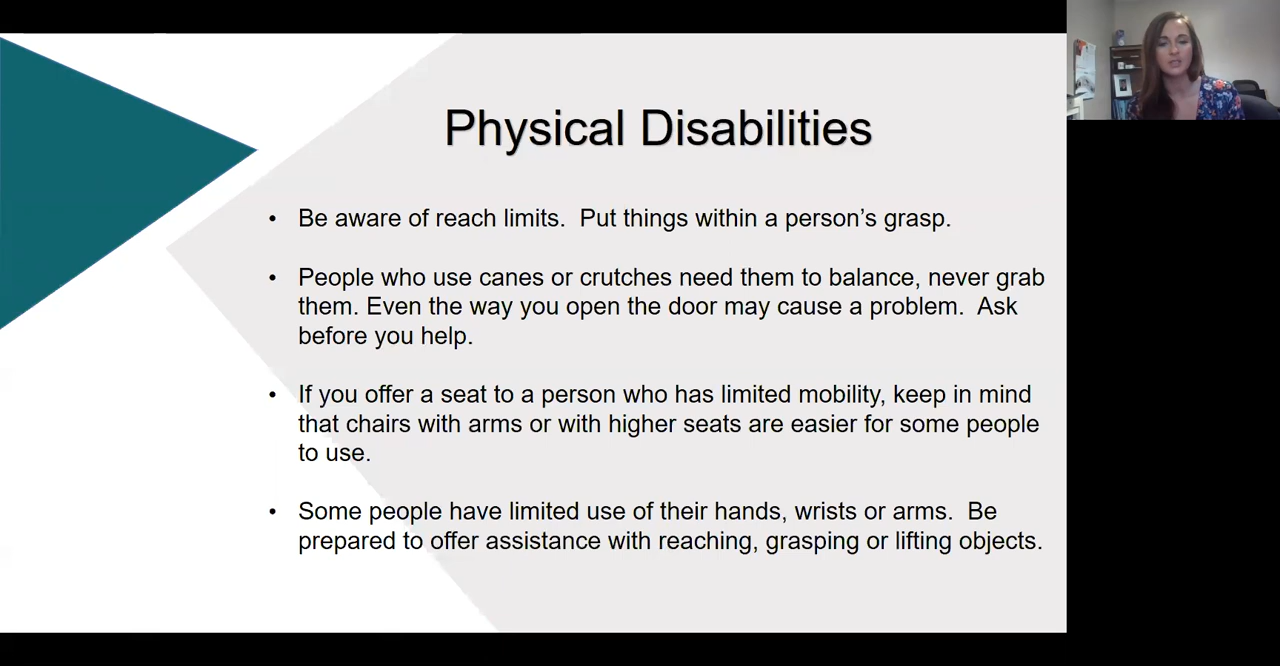 Physical Disabilities
• Be aware of reach limits.  Put things within a person’s grasp.
• People who use canes or crutches need them to balance, never grab
them. Even the way you open the door may cause a problem.  Ask
before you help.
• If you offer a seat to a person who has limited mobility, keep in mind
that chairs with arms or with higher seats are easier for some people
to use.
• Some people have limited use of their hands, wrists or arms.  Be
prepared to offer assistance with reaching, grasping or lifting objects.